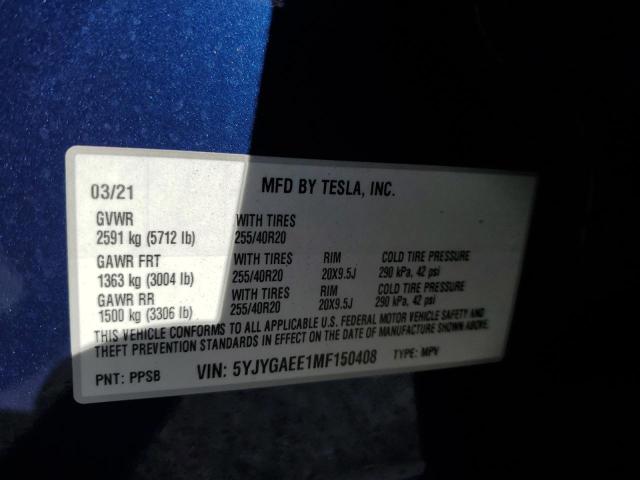 03/21 MFD BY TESLA, INC.
GVWR WITH TIRES
2591 kg (5712 lb) 255/40R20
GAWR FRT WITH TIRES RIM COLD TIRE PRESSURE
1363 kg (3004 lb) 255/40R20 20X9.5J 290 kPa, 42 psi
GAWR RR WITH TIRES RIM COLD TIRE PRESSURE
1500 kg (3306 lb) 255/40R20 20X9.5J 290 kPa, 42 psi
THIS VEHICLE CONFORMS TO ALL APPLICABLE U.S. FEDERAL MOTOR VEHICLE SAFETY AND
THEFT PREVENTION STANDARDS IN EFFECT ON THE DATE OF MANUFACTURE SHOWN ABOVE.
PNT: PPSB VIN: 5YJYGAEE1MF150408 TYPE: MPV